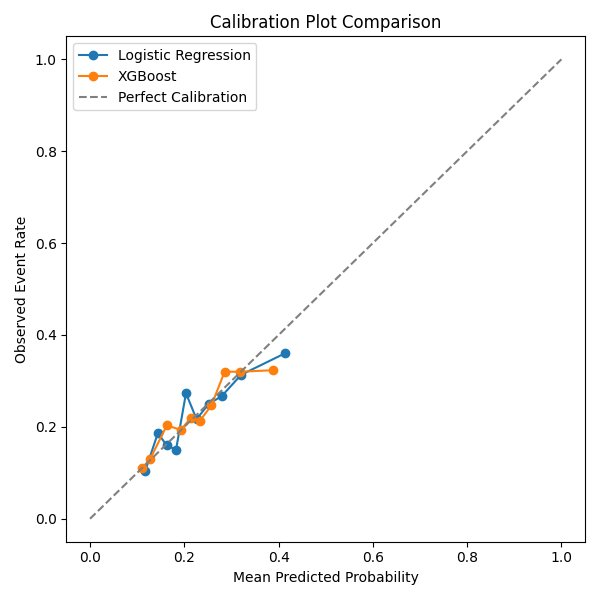 Calibration Plot Comparison
Logistic Regression
XGBoost
Perfect Calibration
1.0
0.8
0.6
0.4
0.2
0.0
Observed Event Rate
0.0 0.2 0.4 0.6 0.8 1.0
Mean Predicted Probability